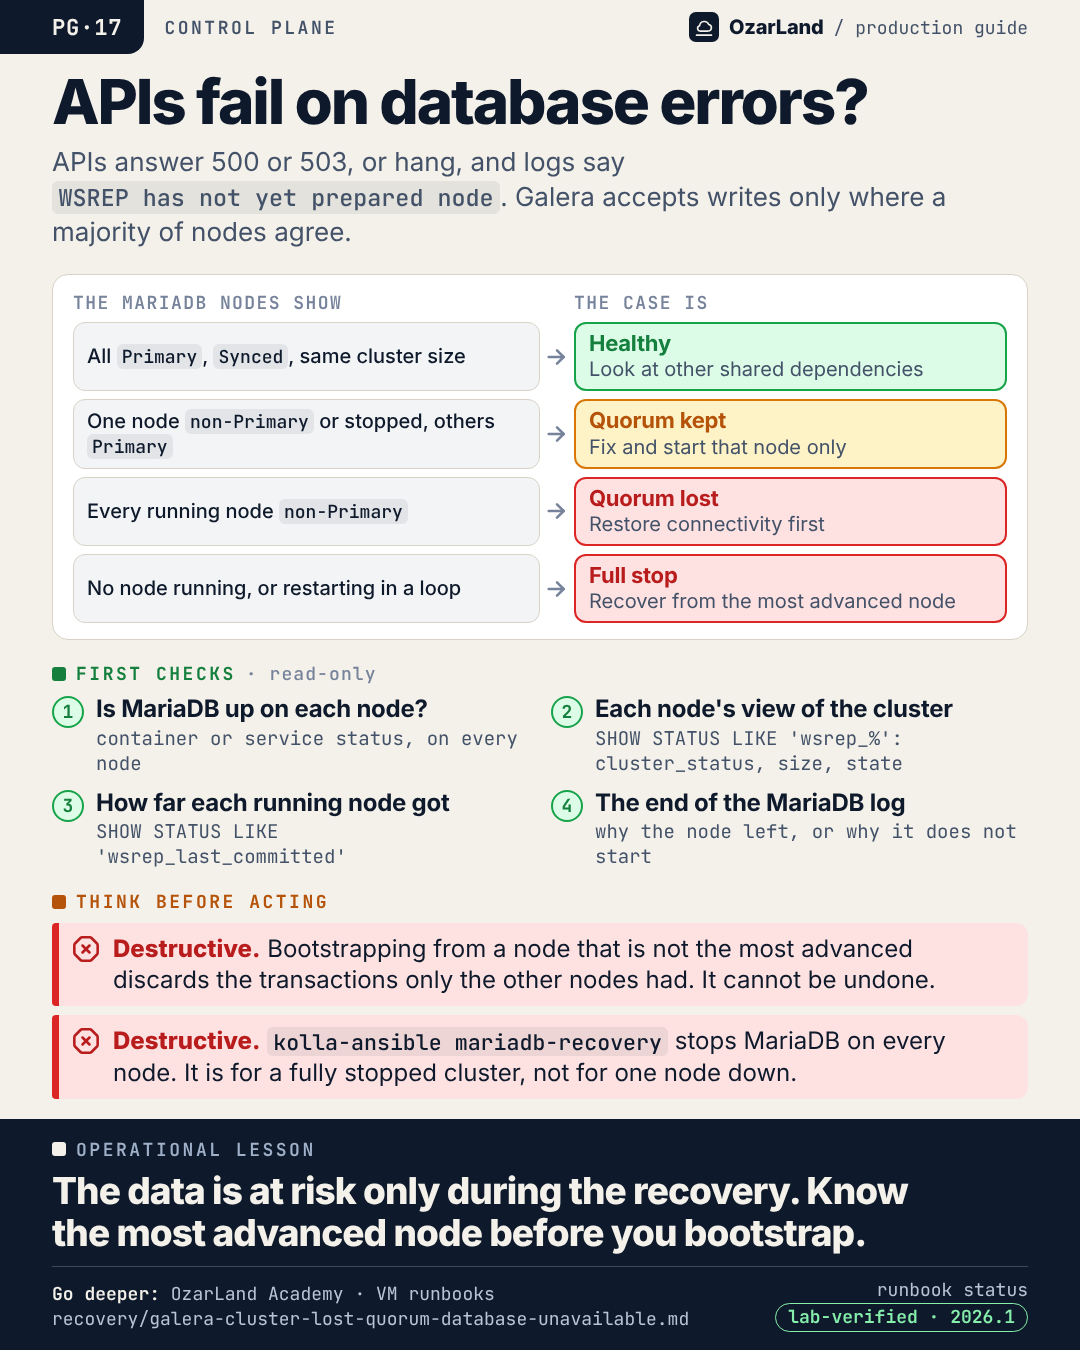 PG·17 CONTROL PLANE
OzarLand / production guide
APIs fail on database errors?
APIs answer 500 or 503, or hang, and logs say
WSREP has not yet prepared node. Galera accepts writes only where a
majority of nodes agree.
THE MARIADB NODES SHOW
THE CASE IS
All Primary, Synced, same cluster size
→
Healthy
Look at other shared dependencies
One node non-Primary or stopped, others
Primary
→
Quorum kept
Fix and start that node only
Every running node non-Primary
→
Quorum lost
Restore connectivity first
No node running, or restarting in a loop
→
Full stop
Recover from the most advanced node
FIRST CHECKS · read-only
1 Is MariaDB up on each node?
container or service status, on every
node
2 Each node's view of the cluster
SHOW STATUS LIKE 'wsrep_%':
cluster_status, size, state
3 How far each running node got
SHOW STATUS LIKE
'wsrep_last_committed'
4 The end of the MariaDB log
why the node left, or why it does not
start
THINK BEFORE ACTING
Destructive. Bootstrapping from a node that is not the most advanced
discards the transactions only the other nodes had. It cannot be undone.
Destructive. kolla-ansible mariadb-recovery stops MariaDB on every
node. It is for a fully stopped cluster, not for one node down.
OPERATIONAL LESSON
The data is at risk only during the recovery. Know
the most advanced node before you bootstrap.
Go deeper: OzarLand Academy · VM runbooks
recovery/galera-cluster-lost-quorum-database-unavailable.md
runbook status
lab-verified · 2026.1